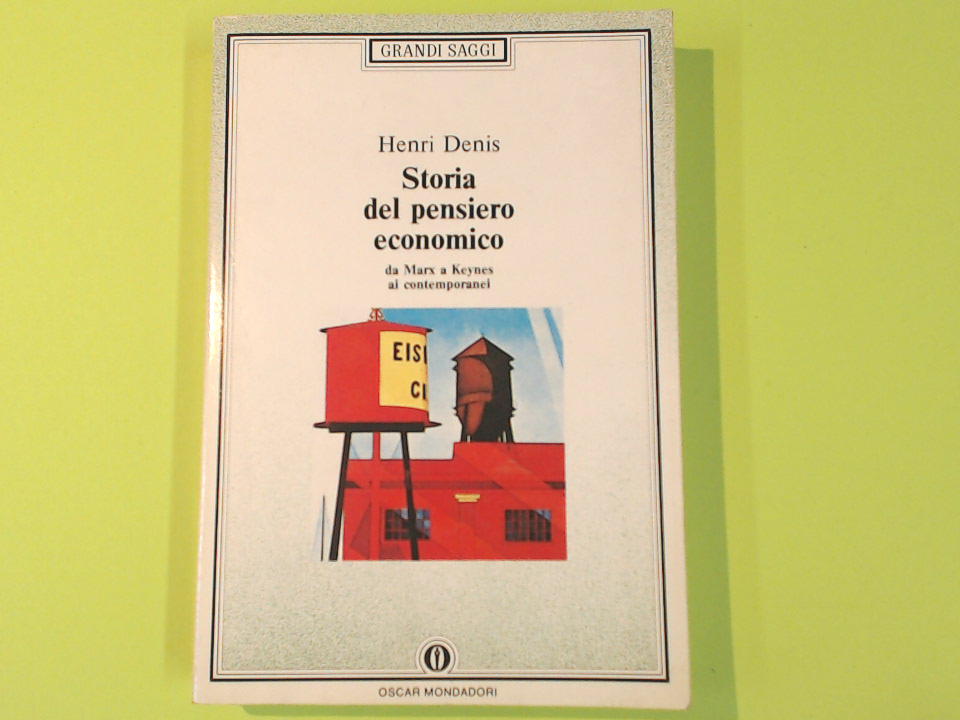 GRANDI SAGGI
Henri Denis
Storia
del pensiero
economico
da Marx a Keynes
ai contemporanei
EIS
CI
OSCAR MONDADORI